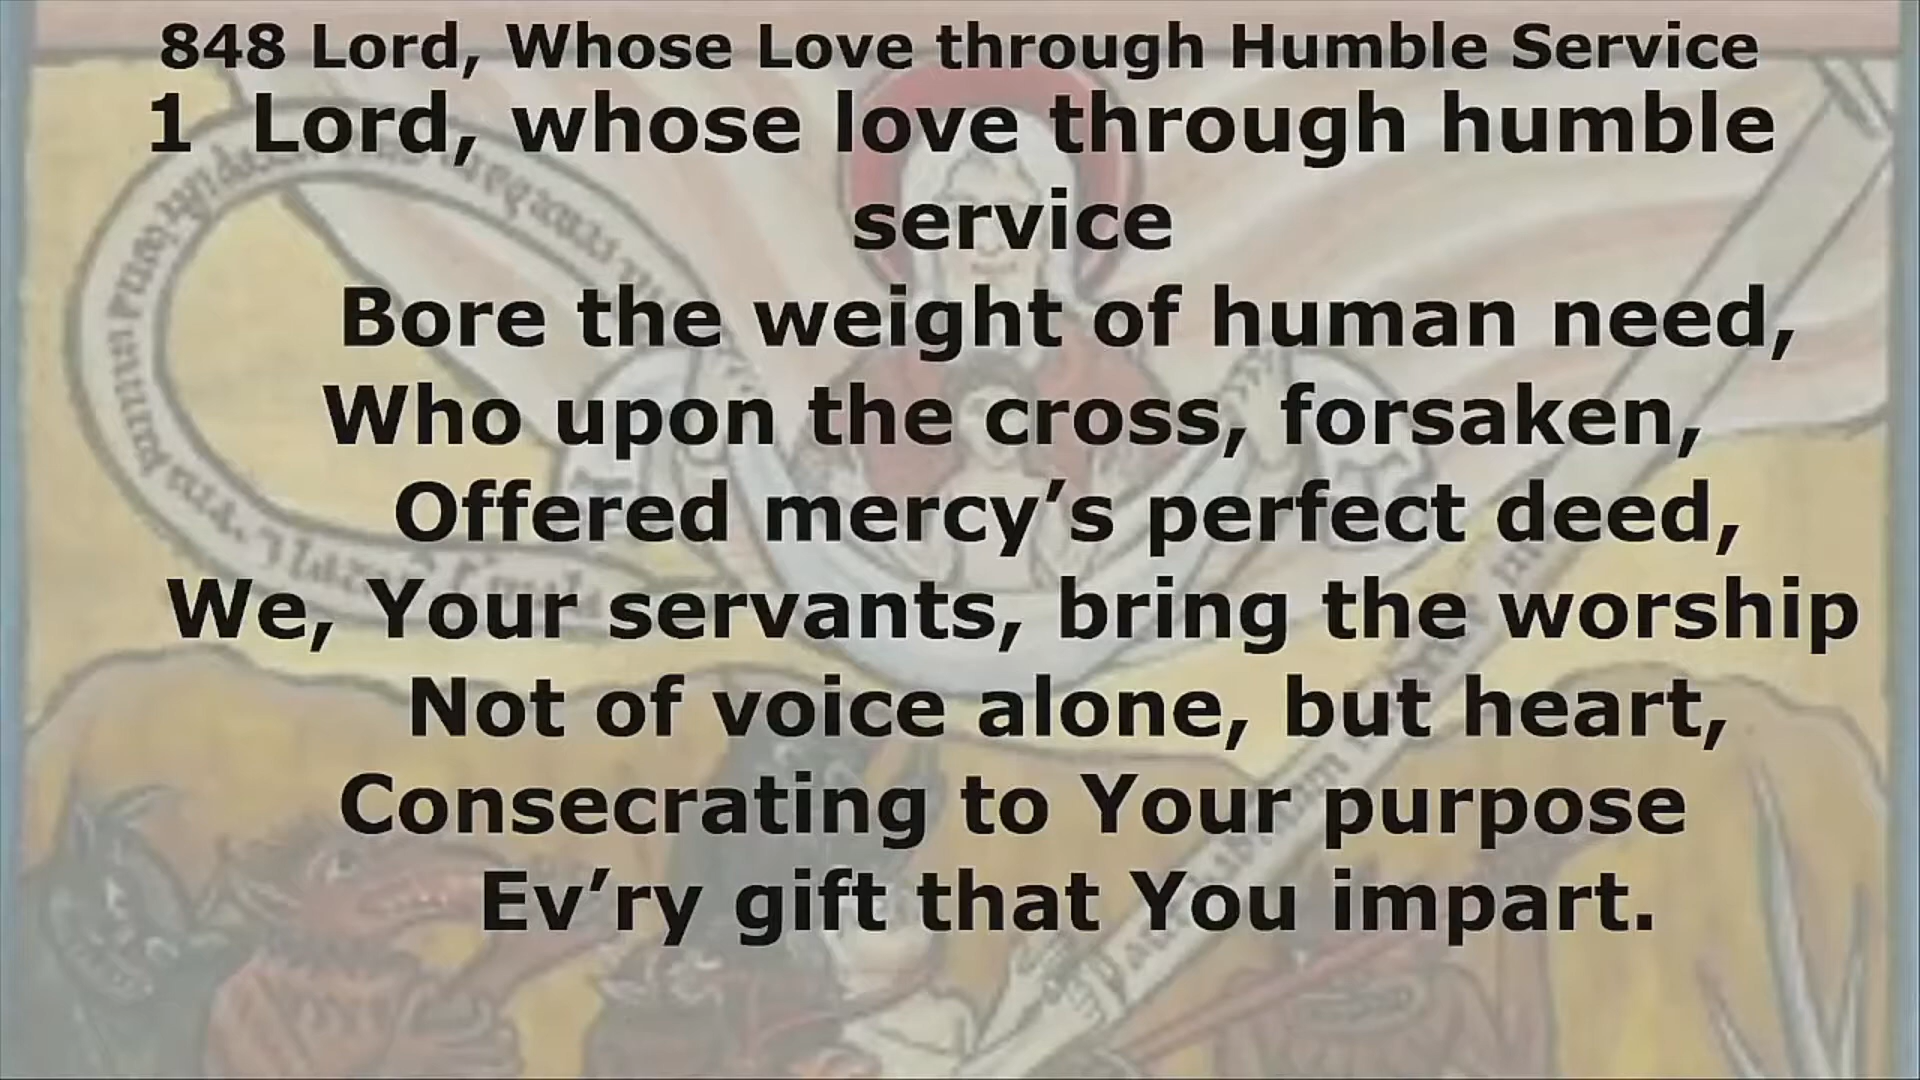 848 Lord, Whose Love through Humble Service
1 Lord, whose love through humble
service
Bore the weight of human need,
Who upon the cross, forsaken,
Offered mercy’s perfect deed,
We, Your servants, bring the worship
Not of voice alone, but heart,
Consecrating to Your purpose
Ev’ry gift that You impart.